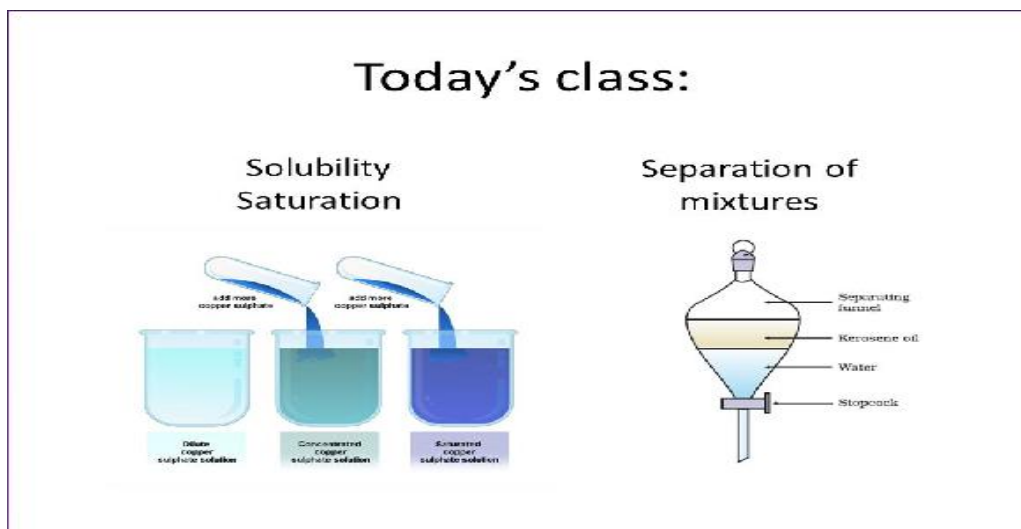 Today's class:
Solubility
Saturation
Separation of
mixtures
add more
copper sulphate
add more
copper sulphate
Dilute
copper
sulphate solution
Concentrated
copper
sulphate solution
Saturated
copper
sulphate solution
Separating
funnel
Kerosene oil
Water
Stopcock